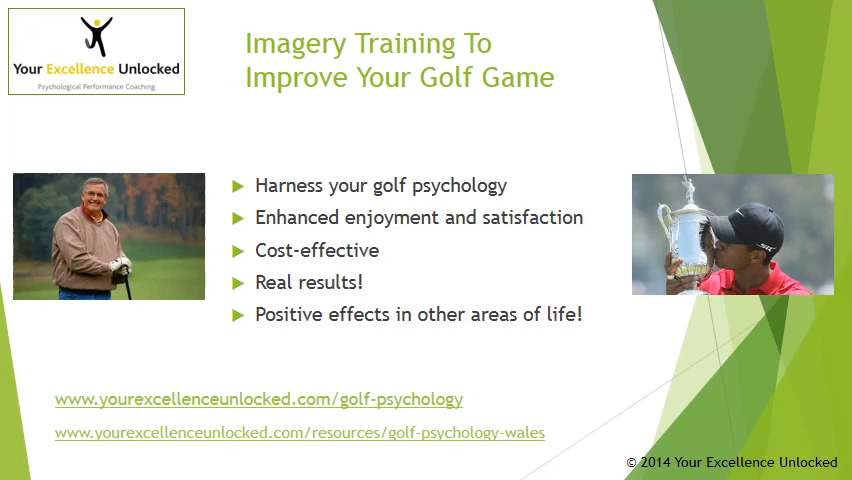 Your Excellence Unlocked
Psychological Performance Coaching
Imagery Training To
Improve Your Golf Game
Harness your golf psychology
Enhanced enjoyment and satisfaction
Cost-effective
Real results!
Positive effects in other areas of life!
www.yourexcellenceunlocked.com/golf-psychology
www.yourexcellenceunlocked.com/resources/golf-psychology-wales
© 2014 Your Excellence Unlocked